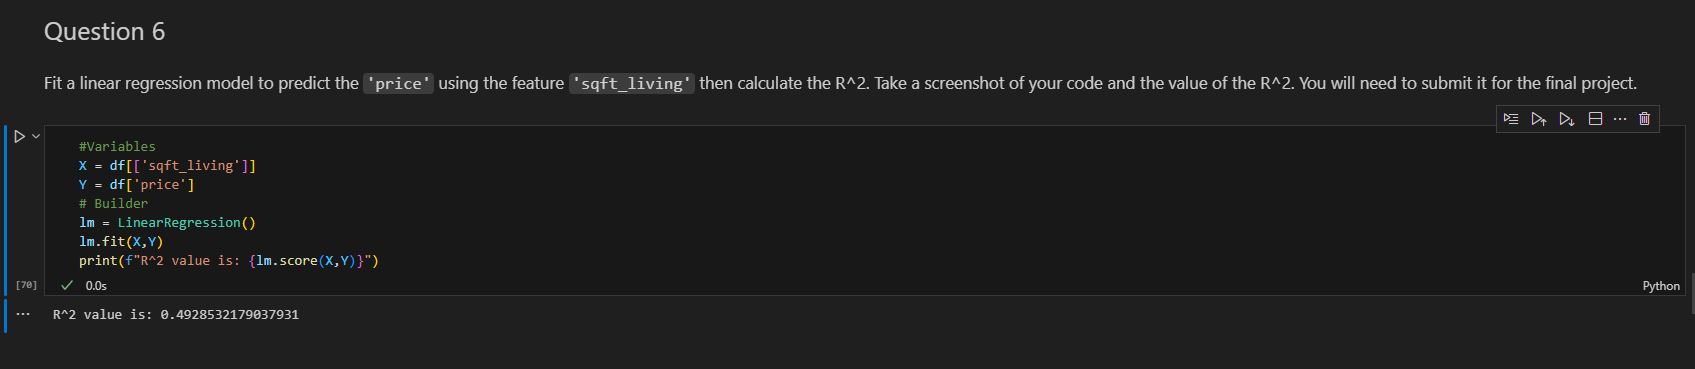 Question 6
Fit a linear regression model to predict the 'price' using the feature 'sqft_living' then calculate the R^2. Take a screenshot of your code and the value of the R^2. You will need to submit it for the final project.
#Variables
X = df[['sqft_living']]
Y = df['price']
# Builder
lm = LinearRegression()
lm.fit(X,Y)
print(f"R^2 value is: {lm.score(X,Y)}")
[70] 0.0s Python
R^2 value is: 0.4928532179037931